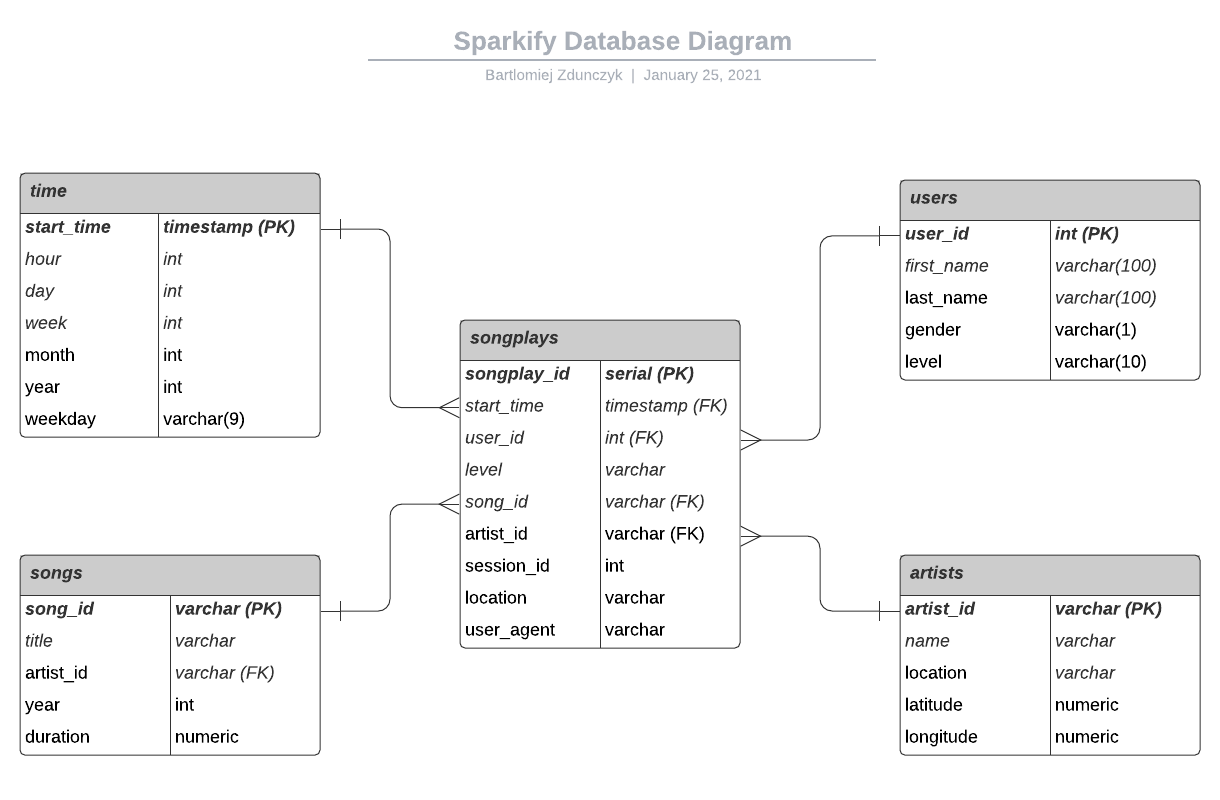 Sparkify Database Diagram
Bartlomiej Zdunczyk | January 25, 2021
time
start_time timestamp (PK)
hour int
day int
week int
month int
year int
weekday varchar(9)
users
user_id int (PK)
first_name varchar(100)
last_name varchar(100)
gender varchar(1)
level varchar(10)
songplays
songplay_id serial (PK)
start_time timestamp (FK)
user_id int (FK)
level varchar
song_id varchar (FK)
artist_id varchar (FK)
session_id int
location varchar
user_agent varchar
songs
song_id varchar (PK)
title varchar
artist_id varchar (FK)
year int
duration numeric
artists
artist_id varchar (PK)
name varchar
location varchar
latitude numeric
longitude numeric